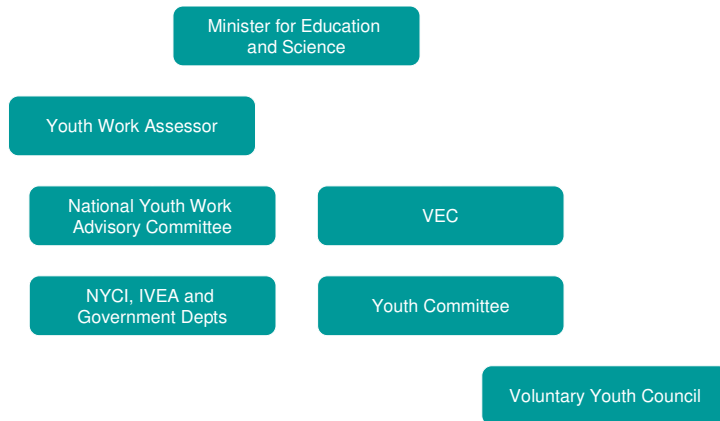 Minister for Education
and Science
Youth Work Assessor
National Youth Work
Advisory Committee
VEC
NYCI, IVEA and
Government Depts
Youth Committee
Voluntary Youth Council